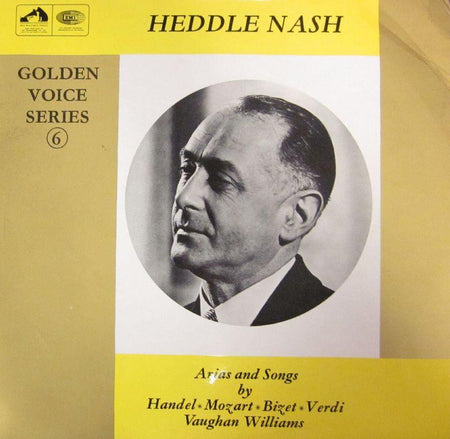 HEDDLE NASH
GOLDEN
VOICE
SERIES
6
Arias and Songs
by
Handel * Mozart * Bizet * Verdi
Vaughan Williams